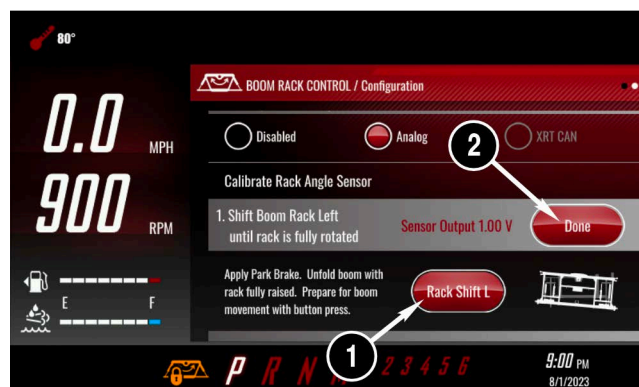 80°
BOOM RACK CONTROL / Configuration
0.0 MPH
900 RPM
Disabled
Analog
XRT CAN
2
Calibrate Rack Angle Sensor
1. Shift Boom Rack Left
until rack is fully rotated
Sensor Output 1.00 V
Done
Apply Park Brake. Unfold boom with
rack fully raised. Prepare for boom
movement with button press.
Rack Shift L
E F
1
P R N 2 3 4 5 6
9:00 PM
8/1/2023